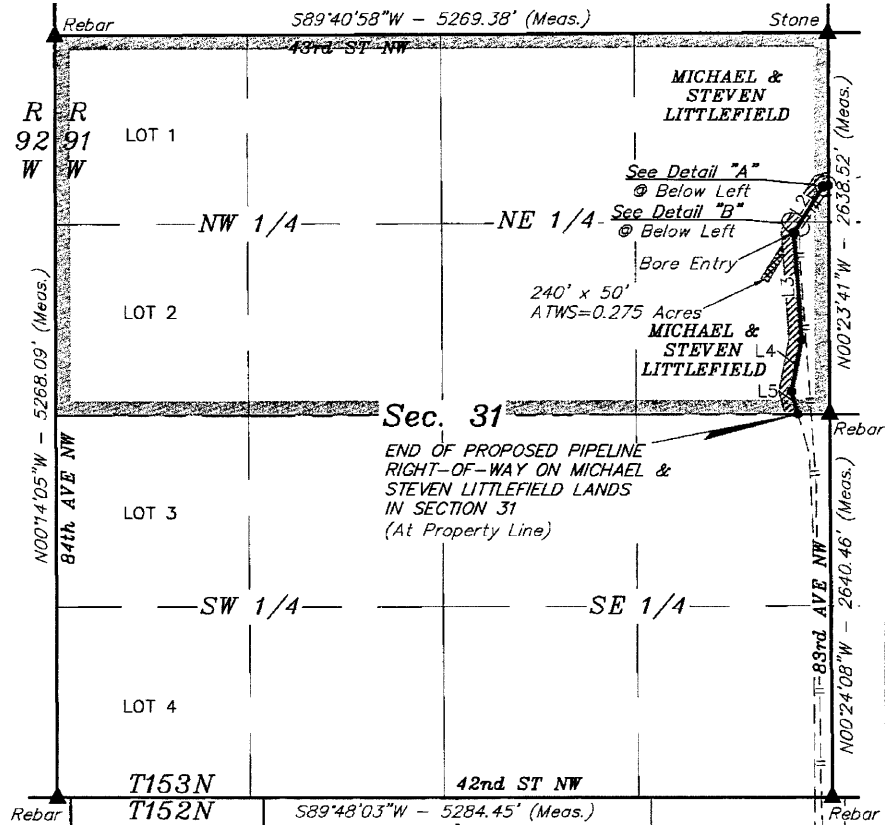 S89°40'58"W - 5269.38' (Meas.)
Rebar
Stone
43rd ST NW
MICHAEL &
STEVEN
LITTLEFIELD
R R
92 91
W W
LOT 1
See Detail "A"
@ Below Left
L2
See Detail "B"
@ Below Left
NW 1/4
NE 1/4
Bore Entry
240' x 50'
ATWS=0.275 Acres
L3
LOT 2
MICHAEL &
STEVEN
LITTLEFIELD
L4
L5
N00°23'41"W - 2638.52' (Meas.)
N00°14'05"W - 5268.09' (Meas.)
84th AVE NW
Sec. 31
Rebar
END OF PROPOSED PIPELINE
RIGHT-OF-WAY ON MICHAEL &
STEVEN LITTLEFIELD LANDS
IN SECTION 31
(At Property Line)
LOT 3
SW 1/4
SE 1/4
83rd AVE NW
N00°24'08"W - 2640.46' (Meas.)
LOT 4
T153N
42nd ST NW
Rebar
T152N
S89°48'03"W - 5284.45' (Meas.)
Rebar